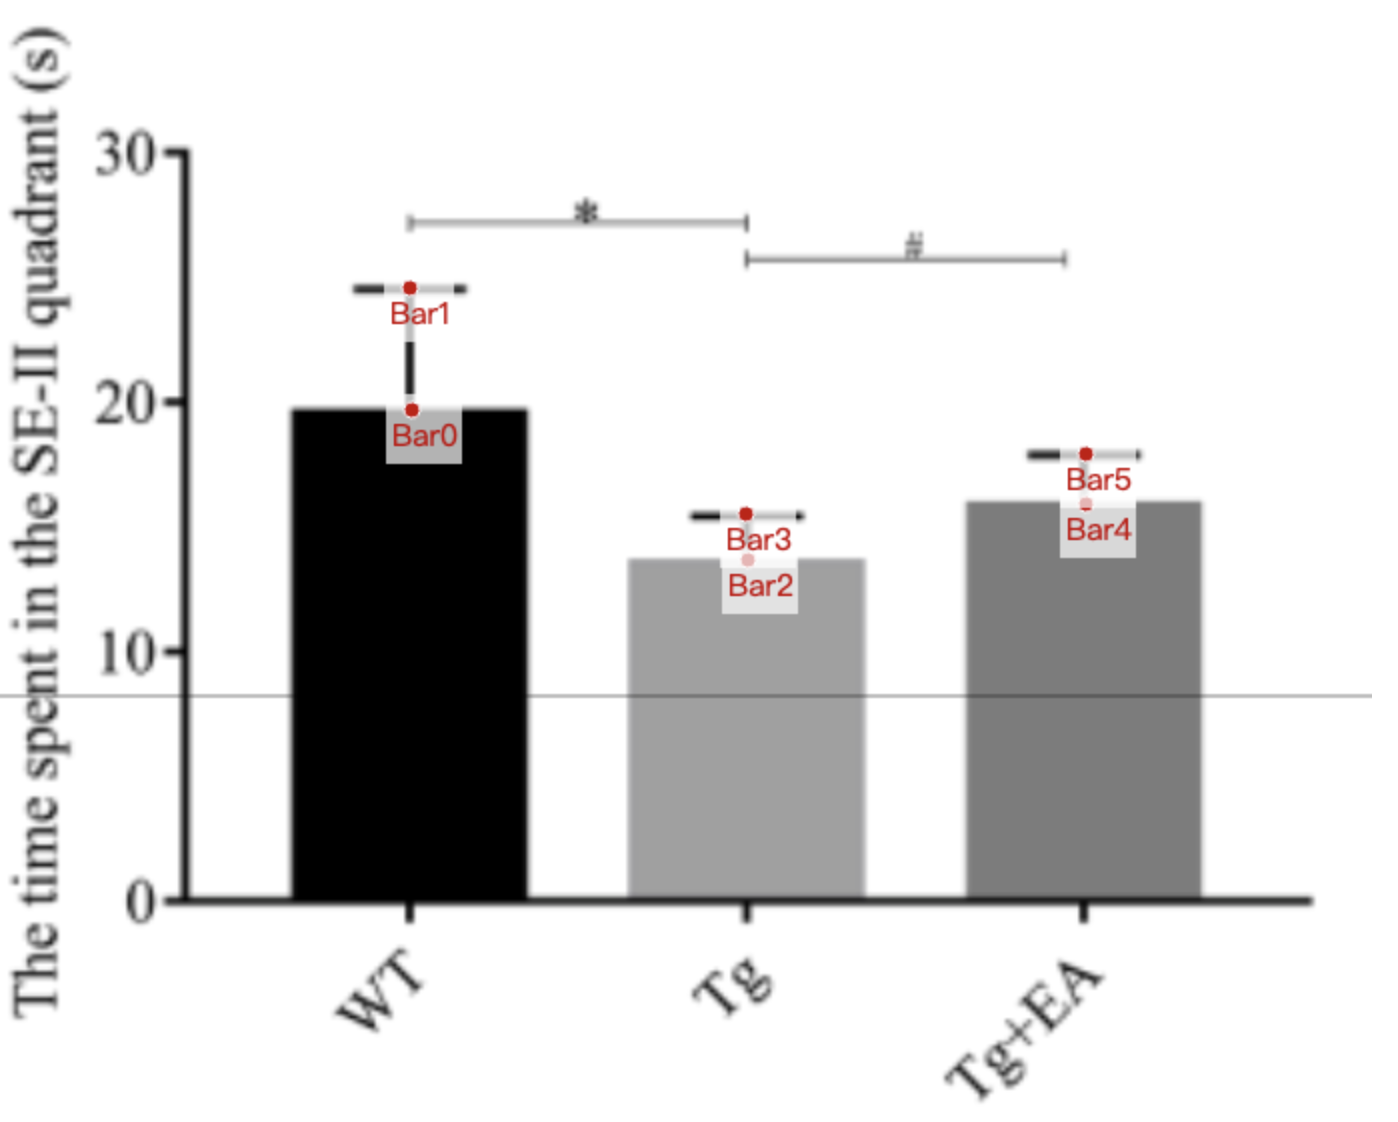 The time spent in the SE-II quadrant (s)
30
*
#
Bar1
20
Bar0
Bar5
Bar3
Bar4
Bar2
10
0
WT
Tg
Tg+EA